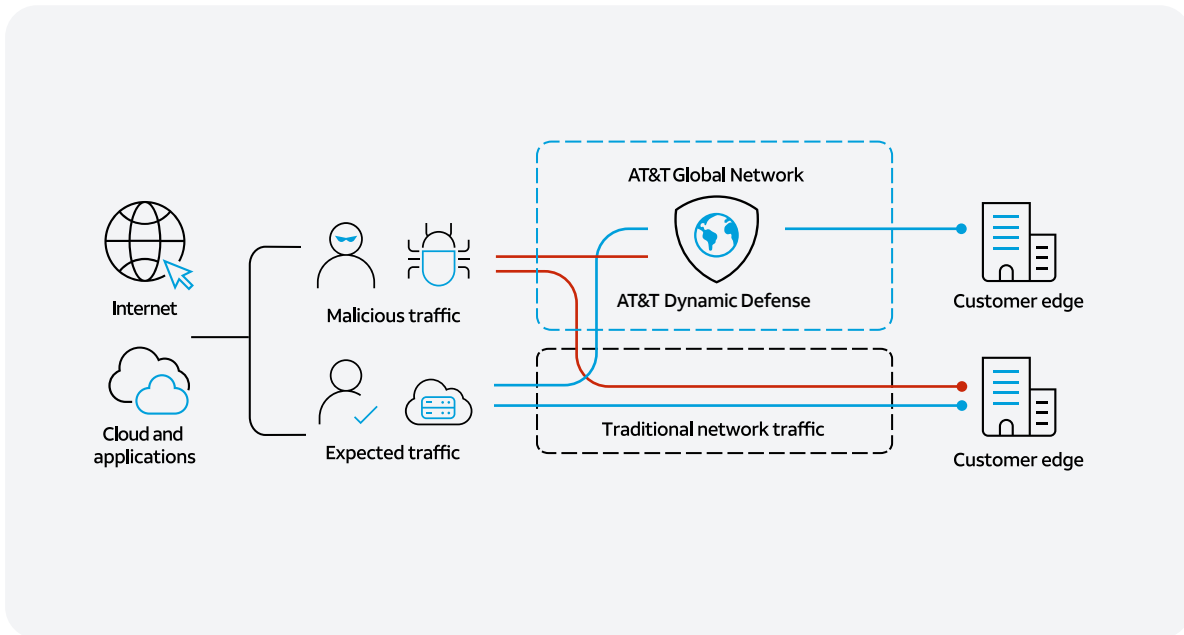 AT&T Global Network
Internet
Malicious traffic
AT&T Dynamic Defense
Customer edge
Cloud and
applications
Expected traffic
Traditional network traffic
Customer edge